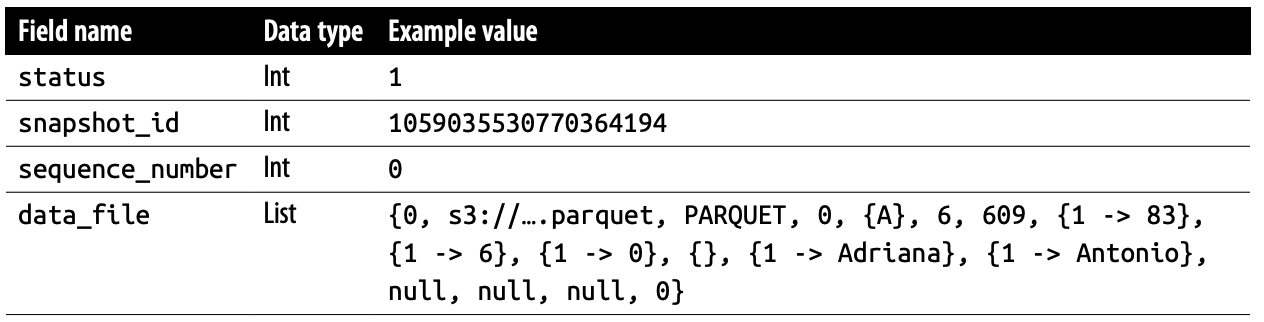 Field name Data type Example value
status Int 1
snapshot_id Int 1059035530770364194
sequence_number Int 0
data_file List {0, s3://….parquet, PARQUET, 0, {A}, 6, 609, {1 -> 83},
{1 -> 6}, {1 -> 0}, {}, {1 -> Adriana}, {1 -> Antonio},
null, null, null, 0}